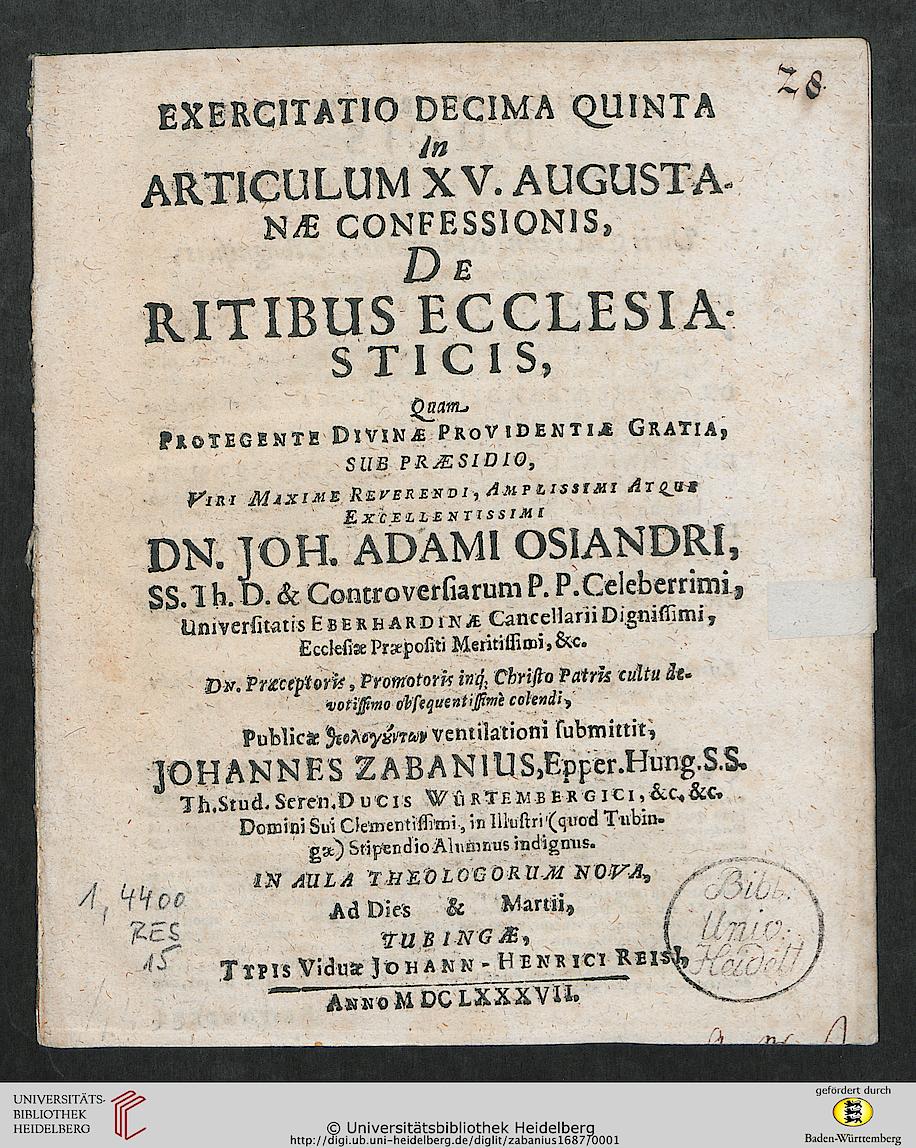 28.
EXERCITATIO DECIMA QUINTA
In
ARTICULUM XV. AUGUSTA-
NÆ CONFESSIONIS,
DE
RITIBUS ECCLESIA-
STICIS,
Quam
PROTEGENTE DIVINÆ PROVIDENTIÆ GRATIA,
SUB PRÆSIDIO,
VIRI MAXIME REVERENDI, AMPLISSIMI ATQUE
EXCELLENTISSIMI
DN. JOH. ADAMI OSIANDRI,
SS. Th. D. & Controversiarum P. P. Celeberrimi,
Universitatis EBERHARDINÆ Cancellarii Dignissimi,
Ecclesiæ Præpositi Meritissimi, &c.
Dn. Præceptoris, Promotoris inq́; Christo Patris cultu de-
votissimo obsequentissimè colendi,
Publicæ θεολογούντων ventilationi submittit,
JOHANNES ZABANIUS, Epper. Hung. S.S.
Th. Stud. Seren. DUCIS WÛRTEMBERGICI, &c. &c.
Domini Sui Clementissimi, in Illustri (quod Tubin-
gæ) Stipendio Alumnus indignus.
IN AULA THEOLOGORUM NOVA,
Ad Dies & Martii,
TUBINGÆ,
TYPIS Viduæ JOHANN-HENRICI REISI,
ANNO M DC LXXXVII.
1, 4400
RES
15
Bibl.
Univ.
Heidelb
UNIVERSITÄTS-
BIBLIOTHEK
HEIDELBERG
© Universitätsbibliothek Heidelberg
http://digi.ub.uni-heidelberg.de/diglit/zabanius168770001
gefördert durch
Baden-Württemberg